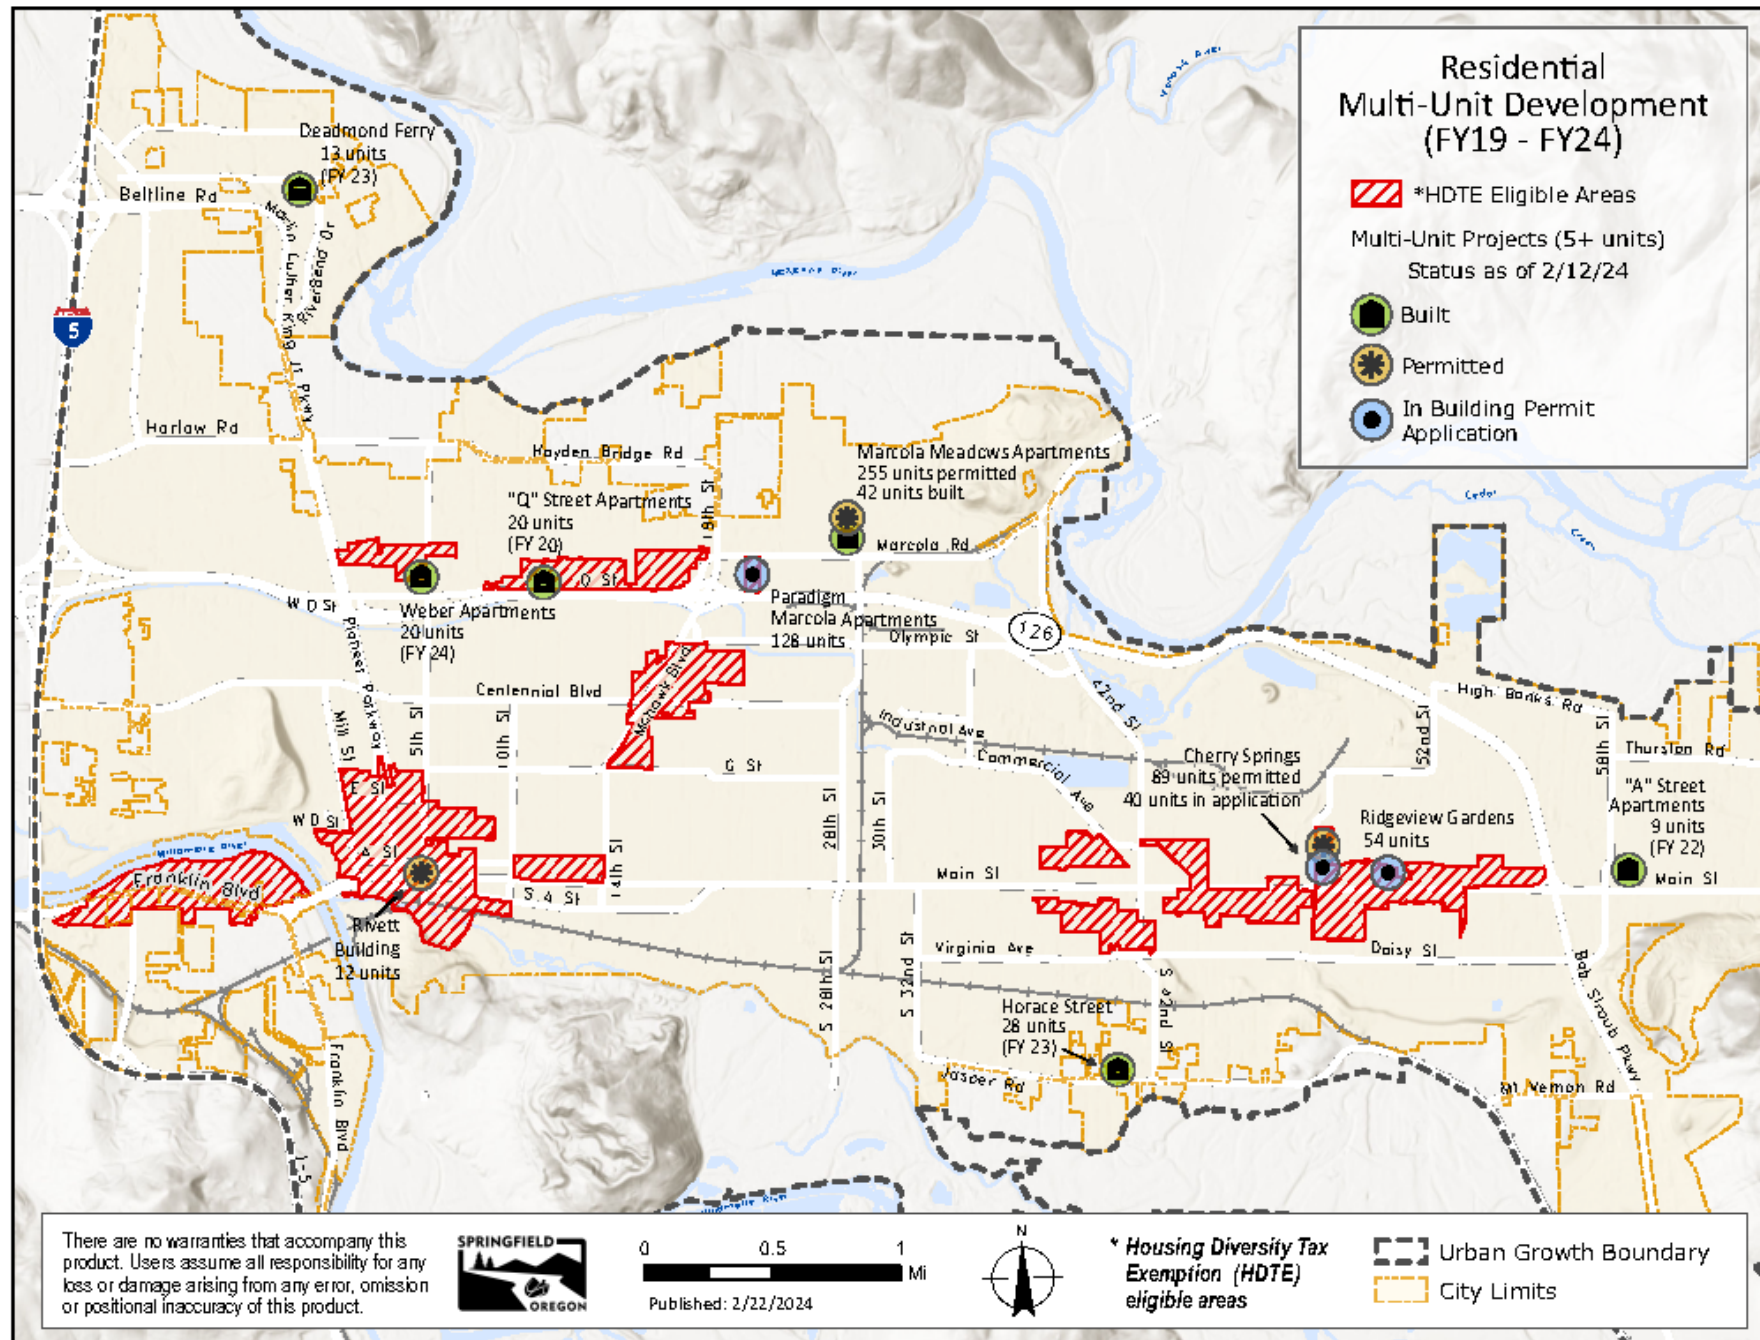 Residential
Multi-Unit Development
(FY19 - FY24)
*HDTE Eligible Areas
Multi-Unit Projects (5+ units)
Status as of 2/12/24
Built
Permitted
In Building Permit
Application
Deadmond Ferry
13 units
(FY 23)
Beltline Rd
Martin Luther King Jr Pkwy
Riverbend Dr
5
Harlow Rd
Hayden Bridge Rd
McKenzie River
Mohawk River
Cedar
Creek
Marcola Meadows Apartments
255 units permitted
42 units built
"Q" Street Apartments
20 units
(FY 20)
19th St
Marcola Rd
Q St
W D St
Weber Apartments
20 units
(FY 24)
Paradigm
Marcola Apartments
128 units
Olympic St
126
Pioneer Parkway
Mohawk Blvd
Centennial Blvd
42nd St
High Banks Rd
52nd St
58th St
Thurston Rd
Mill St
5th St
10th St
Industrial Ave
Commercial Ave
G St
Cherry Springs
89 units permitted
40 units in application
"A" Street
Apartments
9 units
(FY 22)
E St
W D St
Willamette River
A St
Franklin Blvd
14th St
28th St
30th St
Ridgeview Gardens
54 units
Main St
Main St
S. A St
Rivett
Building
12 units
Virginia Ave
Daisy St
S 28th St
S 32nd St
S 42nd St
Bob Straub Pkwy
Horace Street
28 units
(FY 23)
Jasper Rd
Mt Vernon Rd
Franklin Blvd
I-5
Willamette River
There are no warranties that accompany this
product. Users assume all responsibility for any
loss or damage arising from any error, omission
or positional inaccuracy of this product.
SPRINGFIELD
OREGON
0 0.5 1
Mi
Published: 2/22/2024
N
* Housing Diversity Tax
Exemption (HDTE)
eligible areas
Urban Growth Boundary
City Limits